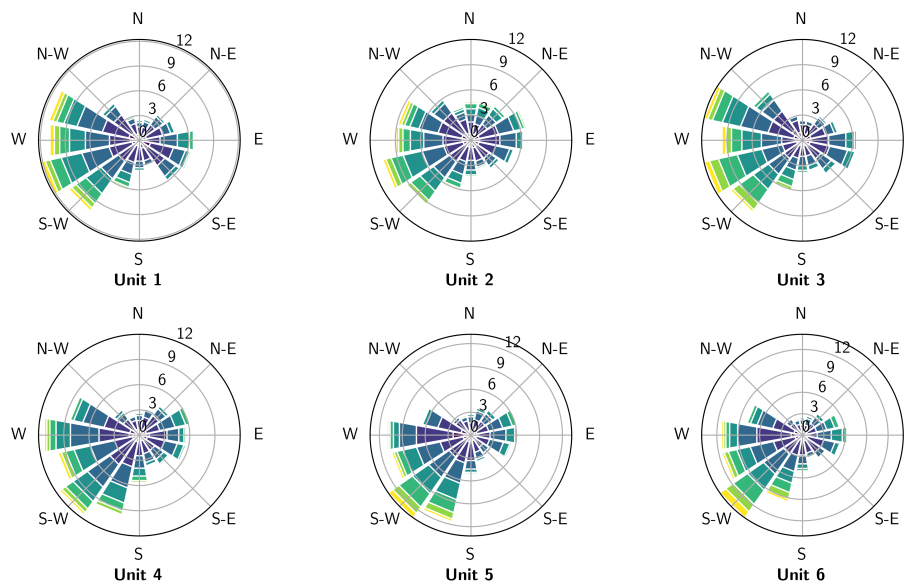 N N N
N-W 12 N-E N-W 12 N-E N-W 12 N-E
9 9 9
6 6 6
3 3 3
W 0 E W 0 E W 0 E
S-W S-E S-W S-E S-W S-E
S S S
Unit 1 Unit 2 Unit 3
N N N
N-W 12 N-E N-W 12 N-E N-W 12 N-E
9 9 9
6 6 6
3 3 3
W 0 E W 0 E W 0 E
S-W S-E S-W S-E S-W S-E
S S S
Unit 4 Unit 5 Unit 6